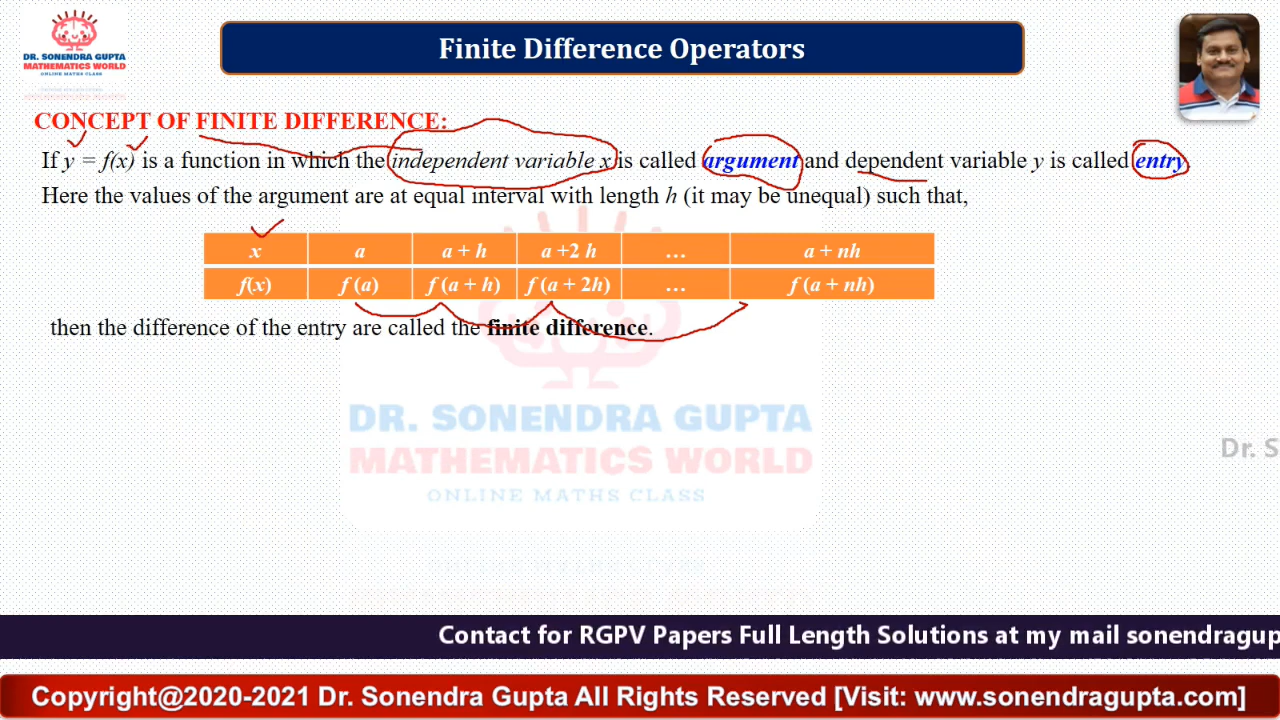 DR. SONENDRA GUPTA
MATHEMATICS WORLD
ONLINE MATHS CLASS
Finite Difference Operators
CONCEPT OF FINITE DIFFERENCE:
If y = f(x) is a function in which the independent variable x is called argument and dependent variable y is called entry.
Here the values of the argument are at equal interval with length h (it may be unequal) such that,
x a a + h a +2 h … a + nh
f(x) f (a) f (a + h) f (a + 2h) … f (a + nh)
then the difference of the entry are called the finite difference.
DR. SONENDRA GUPTA
MATHEMATICS WORLD
ONLINE MATHS CLASS
Dr. S
Contact for RGPV Papers Full Length Solutions at my mail sonendragup
Copyright@2020-2021 Dr. Sonendra Gupta All Rights Reserved [Visit: www.sonendragupta.com]